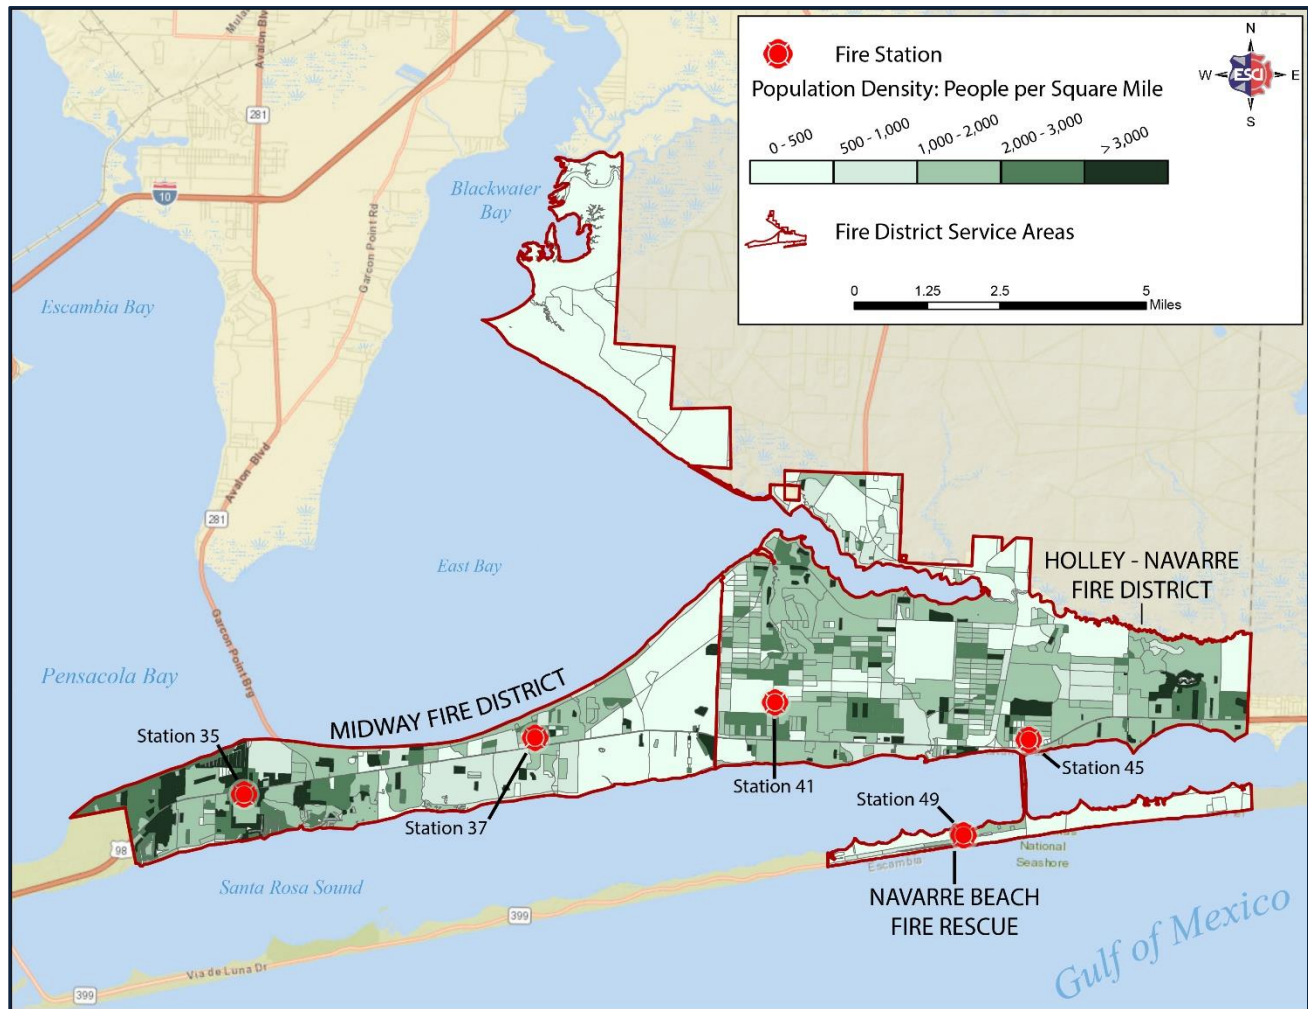 Fire Station
Population Density: People per Square Mile
0 - 500
500 - 1,000
1,000 - 2,000
2,000 - 3,000
> 3,000
Fire District Service Areas
0 1.25 2.5 5
Miles
N
W ESCI E
S
Avalon Blv
281
10
Garcon Point Rd
Blackwater
Bay
Escambia Bay
Avalon Blvd
281
East Bay
Garcon Point Brg
Pensacola Bay
HOLLEY - NAVARRE
FIRE DISTRICT
MIDWAY FIRE DISTRICT
Station 35
Station 37
Station 41
Station 45
Station 49
98
Escambia
National
Seashore
Santa Rosa Sound
NAVARRE BEACH
FIRE RESCUE
399
Gulf of Mexico
Via de Luna Dr
399